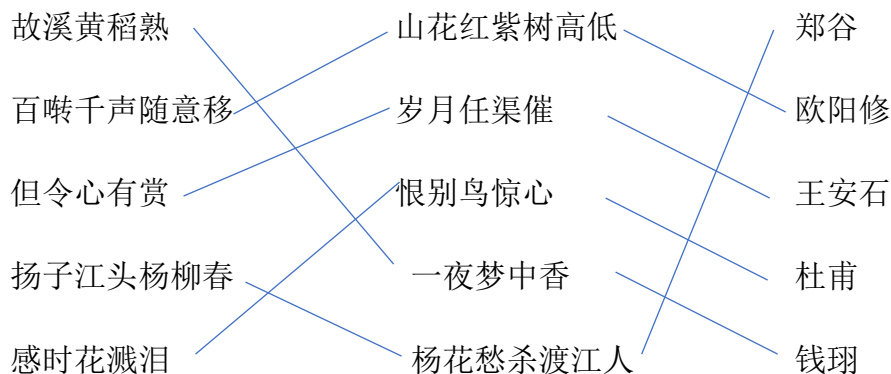 故溪黄稻熟 山花红紫树高低 郑谷
百啭千声随意移 岁月任渠催 欧阳修
但令心有赏 恨别鸟惊心 王安石
扬子江头杨柳春 一夜梦中香 杜甫
感时花溅泪 杨花愁杀渡江人 钱珝